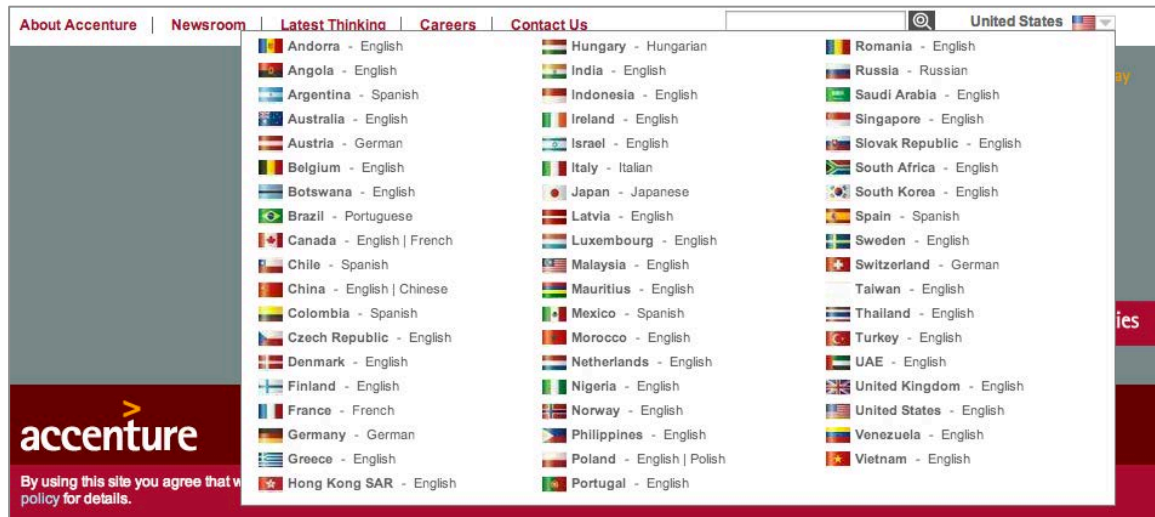 About Accenture | Newsroom | Latest Thinking | Careers | Contact Us
United States
Andorra - English
Angola - English
Argentina - Spanish
Australia - English
Austria - German
Belgium - English
Botswana - English
Brazil - Portuguese
Canada - English | French
Chile - Spanish
China - English | Chinese
Colombia - Spanish
Czech Republic - English
Denmark - English
Finland - English
France - French
Germany - German
Greece - English
Hong Kong SAR - English
Hungary - Hungarian
India - English
Indonesia - English
Ireland - English
Israel - English
Italy - Italian
Japan - Japanese
Latvia - English
Luxembourg - English
Malaysia - English
Mauritius - English
Mexico - Spanish
Morocco - English
Netherlands - English
Nigeria - English
Norway - English
Philippines - English
Poland - English | Polish
Portugal - English
Romania - English
Russia - Russian
Saudi Arabia - English
Singapore - English
Slovak Republic - English
South Africa - English
South Korea - English
Spain - Spanish
Sweden - English
Switzerland - German
Taiwan - English
Thailand - English
Turkey - English
UAE - English
United Kingdom - English
United States - English
Venezuela - English
Vietnam - English
ay
ies
accenture
By using this site you agree that w
policy for details.